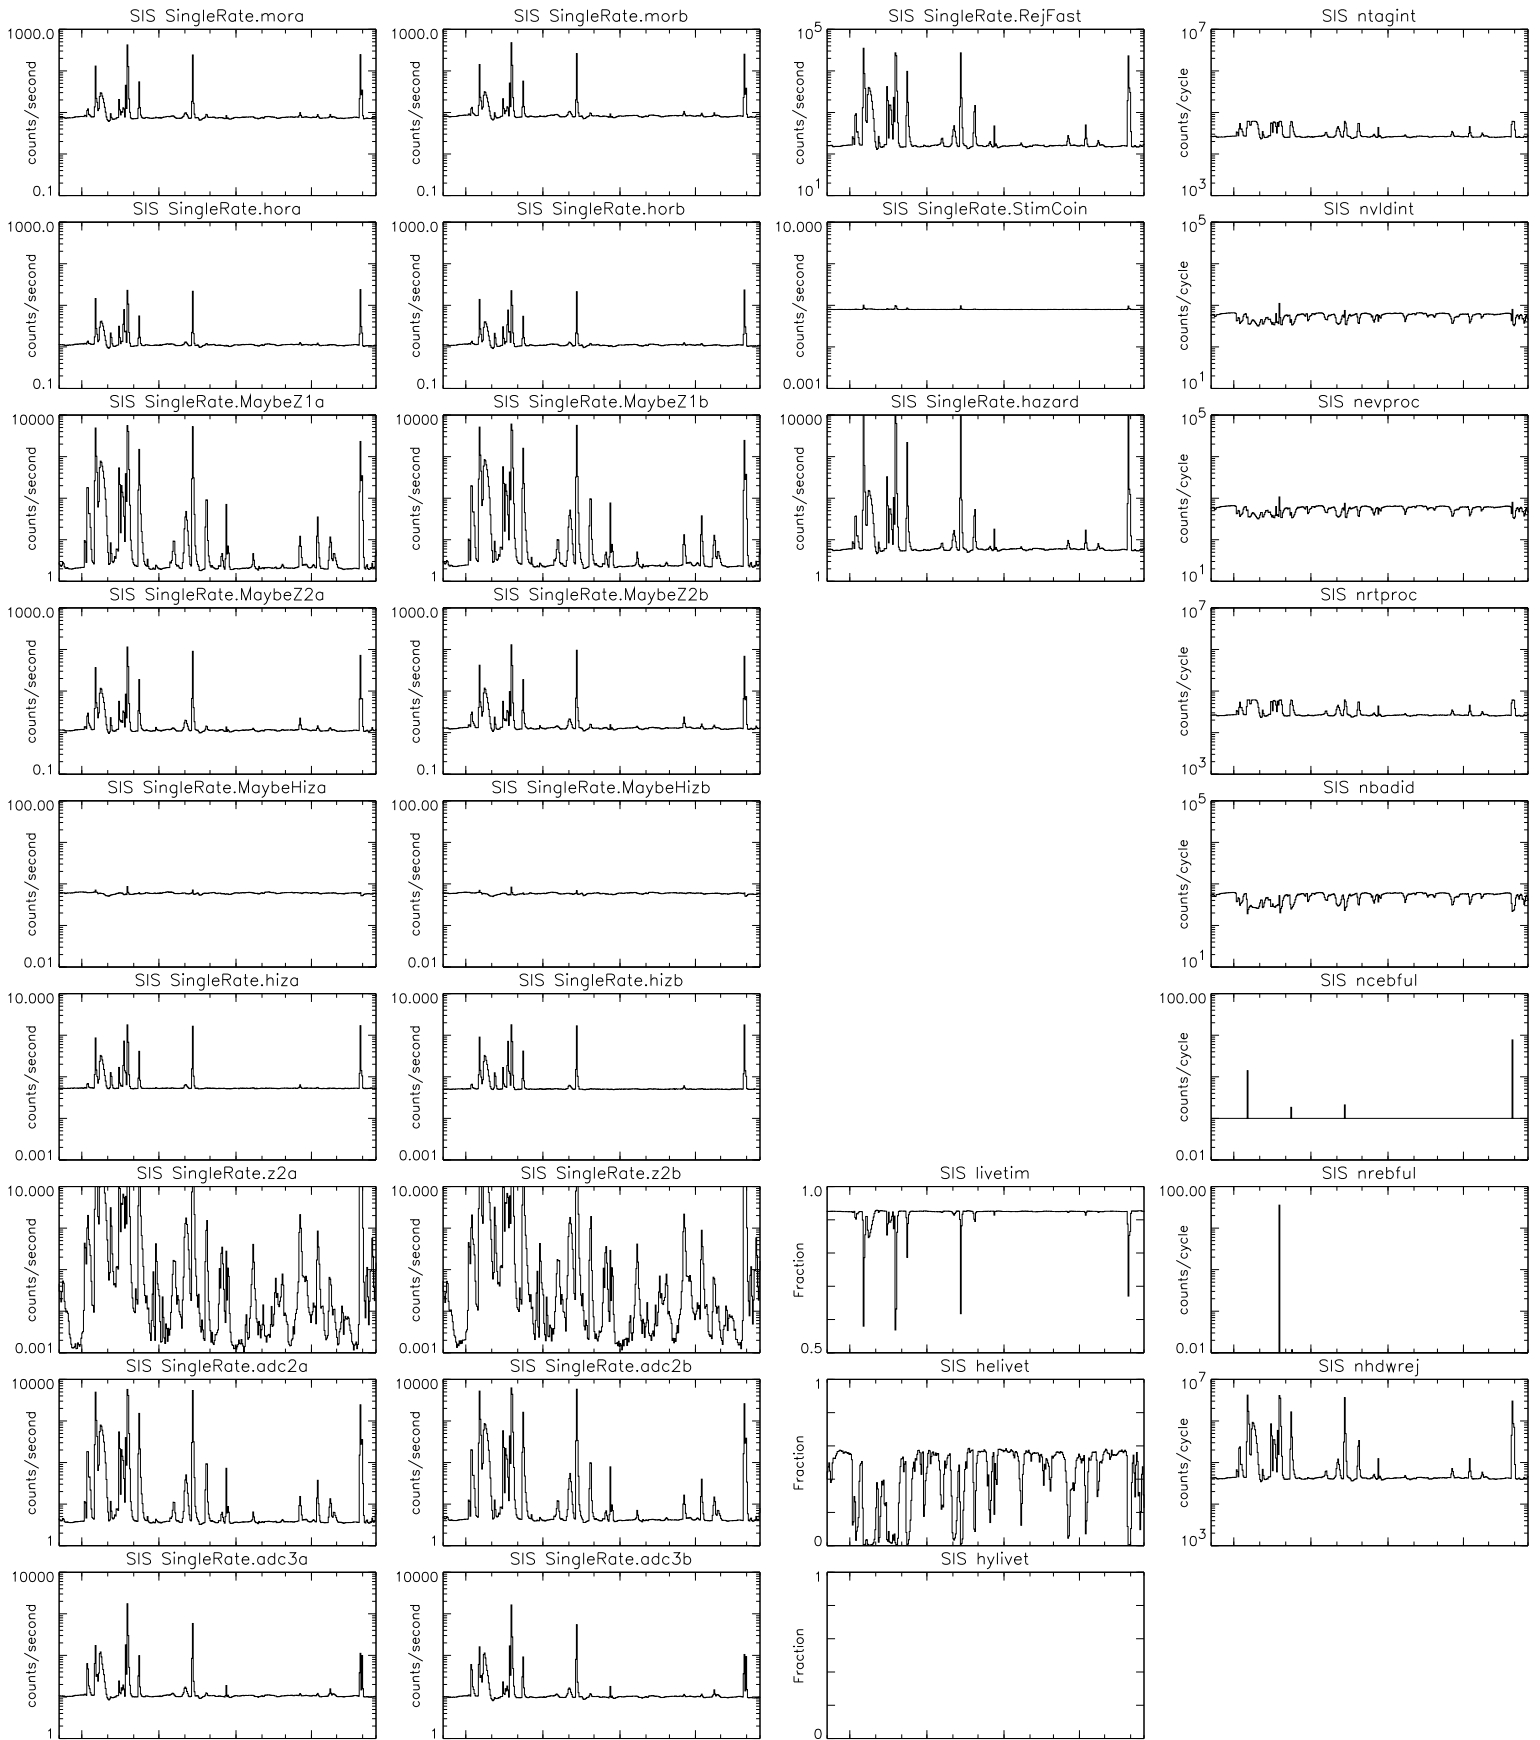 SIS SingleRate.mora SIS SingleRate.morb SIS SingleRate.RejFast SIS ntagint
1000.0 1000.0 10^5 10^7
counts/second counts/second counts/second counts/cycle
0.1 0.1 10^1 10^3
SIS SingleRate.hora SIS SingleRate.horb SIS SingleRate.StimCoin SIS nvldint
1000.0 1000.0 10.000 10^5
counts/second counts/second counts/second counts/cycle
0.1 0.1 0.001 10^1
SIS SingleRate.MaybeZ1a SIS SingleRate.MaybeZ1b SIS SingleRate.hazard SIS nevproc
10000 10000 10000 10^5
counts/second counts/second counts/second counts/cycle
1 1 1 10^1
SIS SingleRate.MaybeZ2a SIS SingleRate.MaybeZ2b SIS nrtproc
1000.0 1000.0 10^7
counts/second counts/second counts/cycle
0.1 0.1 10^3
SIS SingleRate.MaybeHiza SIS SingleRate.MaybeHizb SIS nbadid
100.00 100.00 10^5
counts/second counts/second counts/cycle
0.01 0.01 10^1
SIS SingleRate.hiza SIS SingleRate.hizb SIS ncebful
10.000 10.000 100.00
counts/second counts/second counts/cycle
0.001 0.001 0.01
SIS SingleRate.z2a SIS SingleRate.z2b SIS livetim SIS nrebful
10.000 10.000 1.0 100.00
counts/second counts/second Fraction counts/cycle
0.001 0.001 0.5 0.01
SIS SingleRate.adc2a SIS SingleRate.adc2b SIS helivet SIS nhdwrej
10000 10000 1 10^7
counts/second counts/second Fraction counts/cycle
1 1 0 10^3
SIS SingleRate.adc3a SIS SingleRate.adc3b SIS hylivet
10000 10000 1
counts/second counts/second Fraction
1 1 0